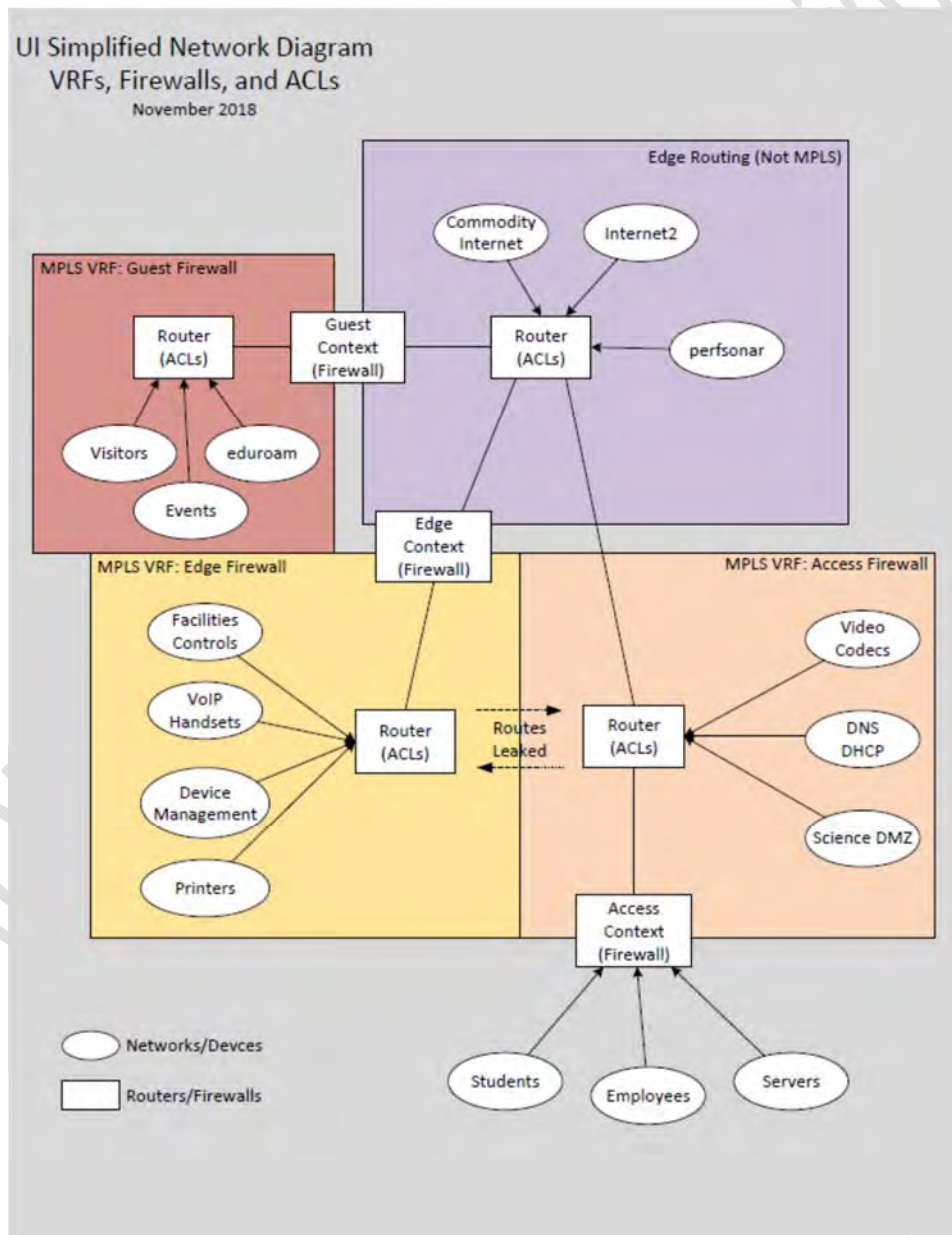 UI Simplified Network Diagram
VRFs, Firewalls, and ACLs
November 2018
Edge Routing (Not MPLS)
Commodity
Internet
Internet2
MPLS VRF: Guest Firewall
Router
(ACLs)
Guest
Context
(Firewall)
Router
(ACLs)
perfsonar
Visitors
eduroam
Events
Edge
Context
(Firewall)
MPLS VRF: Edge Firewall
MPLS VRF: Access Firewall
Facilities
Controls
VoIP
Handsets
Device
Management
Printers
Router
(ACLs)
Routes
Leaked
Router
(ACLs)
Video
Codecs
DNS
DHCP
Science DMZ
Access
Context
(Firewall)
Students
Employees
Servers
Networks/Devces
Routers/Firewalls